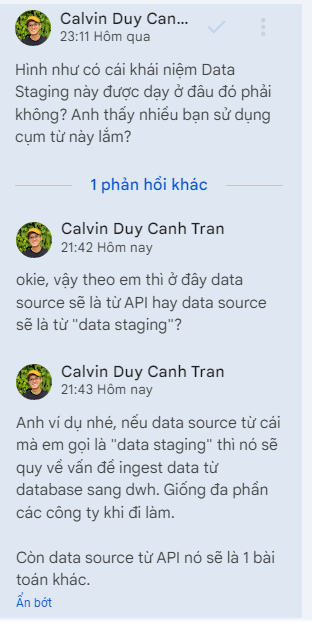 Calvin Duy Can...
23:11 Hôm qua
Hình như có cái khái niệm Data
Staging này được dạy ở đâu đó phải
không? Anh thấy nhiều bạn sử dụng
cụm từ này lắm?
1 phản hồi khác
Calvin Duy Canh Tran
21:42 Hôm nay
okie, vậy theo em thì ở đây data
source sẽ là từ API hay data source
sẽ là từ "data staging"?
Calvin Duy Canh Tran
21:43 Hôm nay
Anh ví dụ nhé, nếu data source từ cái
mà em gọi là "data staging" thì nó sẽ
quy về vấn đề ingest data từ
database sang dwh. Giống đa phần
các công ty khi đi làm.
Còn data source từ API nó sẽ là 1 bài
toán khác.
Ẩn bớt